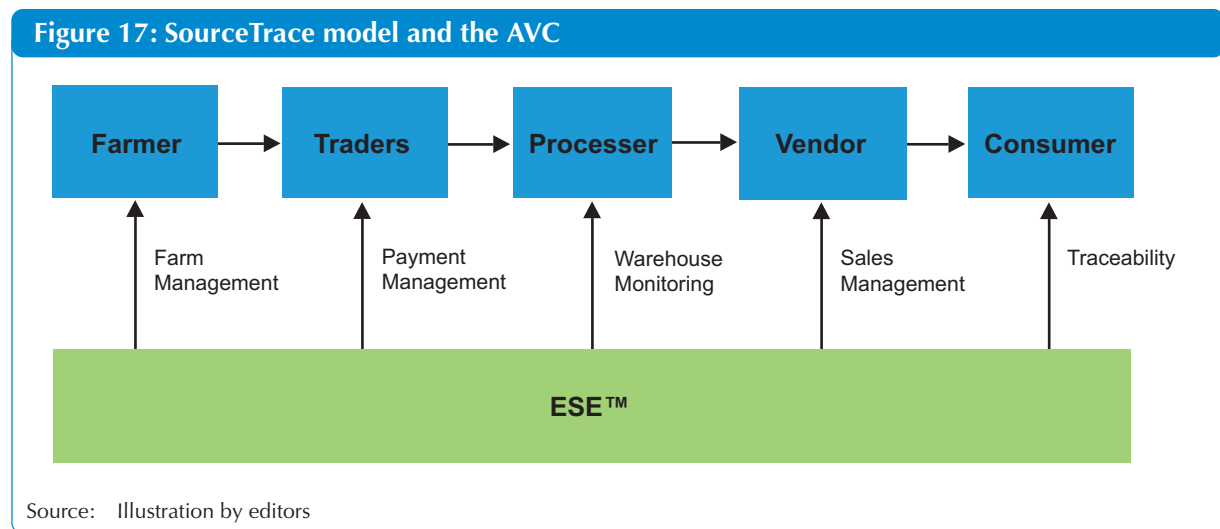 Figure 17: SourceTrace model and the AVC
Farmer
Traders
Processer
Vendor
Consumer
Farm
Management
Payment
Management
Warehouse
Monitoring
Sales
Management
Traceability
ESE™
Source: Illustration by editors